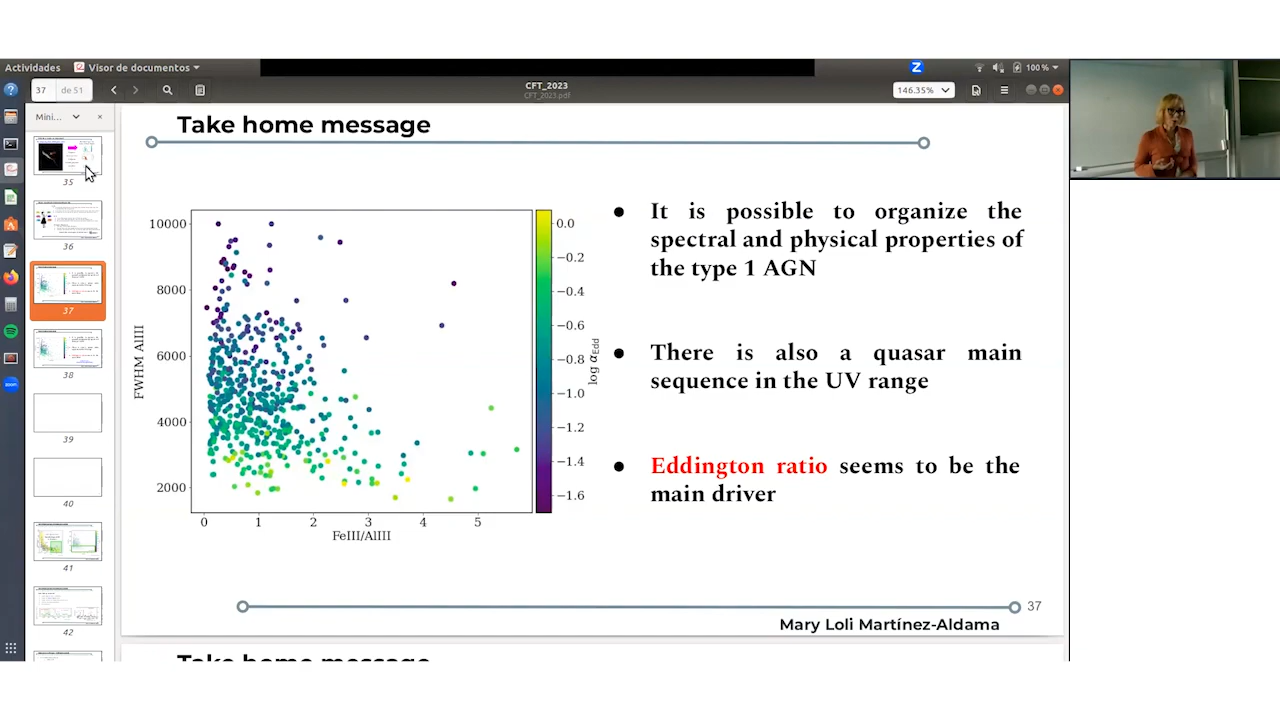 Actividades
Visor de documentos
100 %
37
de 51
CFT_2023
CFT_2023.pdf
146.35%
Mini...
35
36
37
38
39
40
41
42
Take home message
10000
8000
6000
4000
2000
FWHM AlIII
0
1
2
3
4
5
FeIII/AlIII
0.0
−0.2
−0.4
−0.6
−0.8
−1.0
−1.2
−1.4
−1.6
log αEdd
● It is possible to organize the
spectral and physical properties of
the type 1 AGN
● There is also a quasar main
sequence in the UV range
● Eddington ratio seems to be the
main driver
37
Mary Loli Martínez-Aldama
Take home message